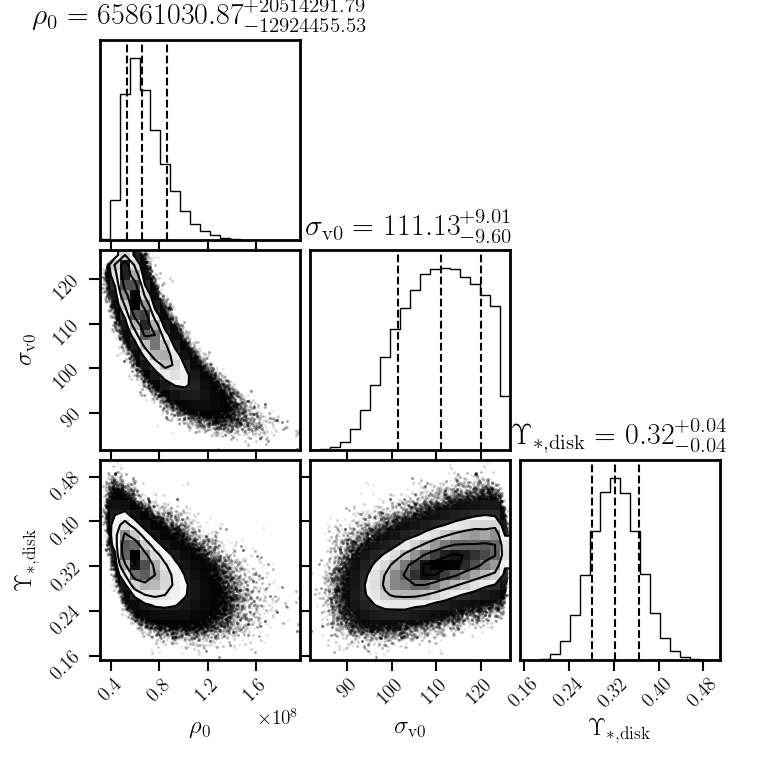 ρ₀ = 65861030.87⁺²⁰⁵¹⁴²⁹¹·⁷⁹₋₁₂₉₂₄₄₅₅.₅₃
σᵥ₀ = 111.13⁺⁹·⁰¹₋₉.₆₀
120
110
100
90
σᵥ₀
ϒ*,disk = 0.32⁺⁰·⁰⁴₋₀.₀₄
0.48
0.40
0.32
0.24
0.16
ϒ*,disk
0.4 0.8 1.2 1.6
×10⁸
ρ₀
90 100 110 120
σᵥ₀
0.16 0.24 0.32 0.40 0.48
ϒ*,disk